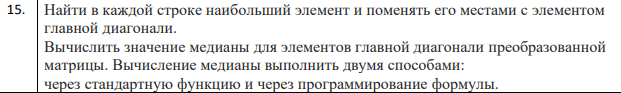 15. Найти в каждой строке наибольший элемент и поменять его местами с элементом
главной диагонали.
Вычислить значение медианы для элементов главной диагонали преобразованной
матрицы. Вычисление медианы выполнить двумя способами:
через стандартную функцию и через программирование формулы.